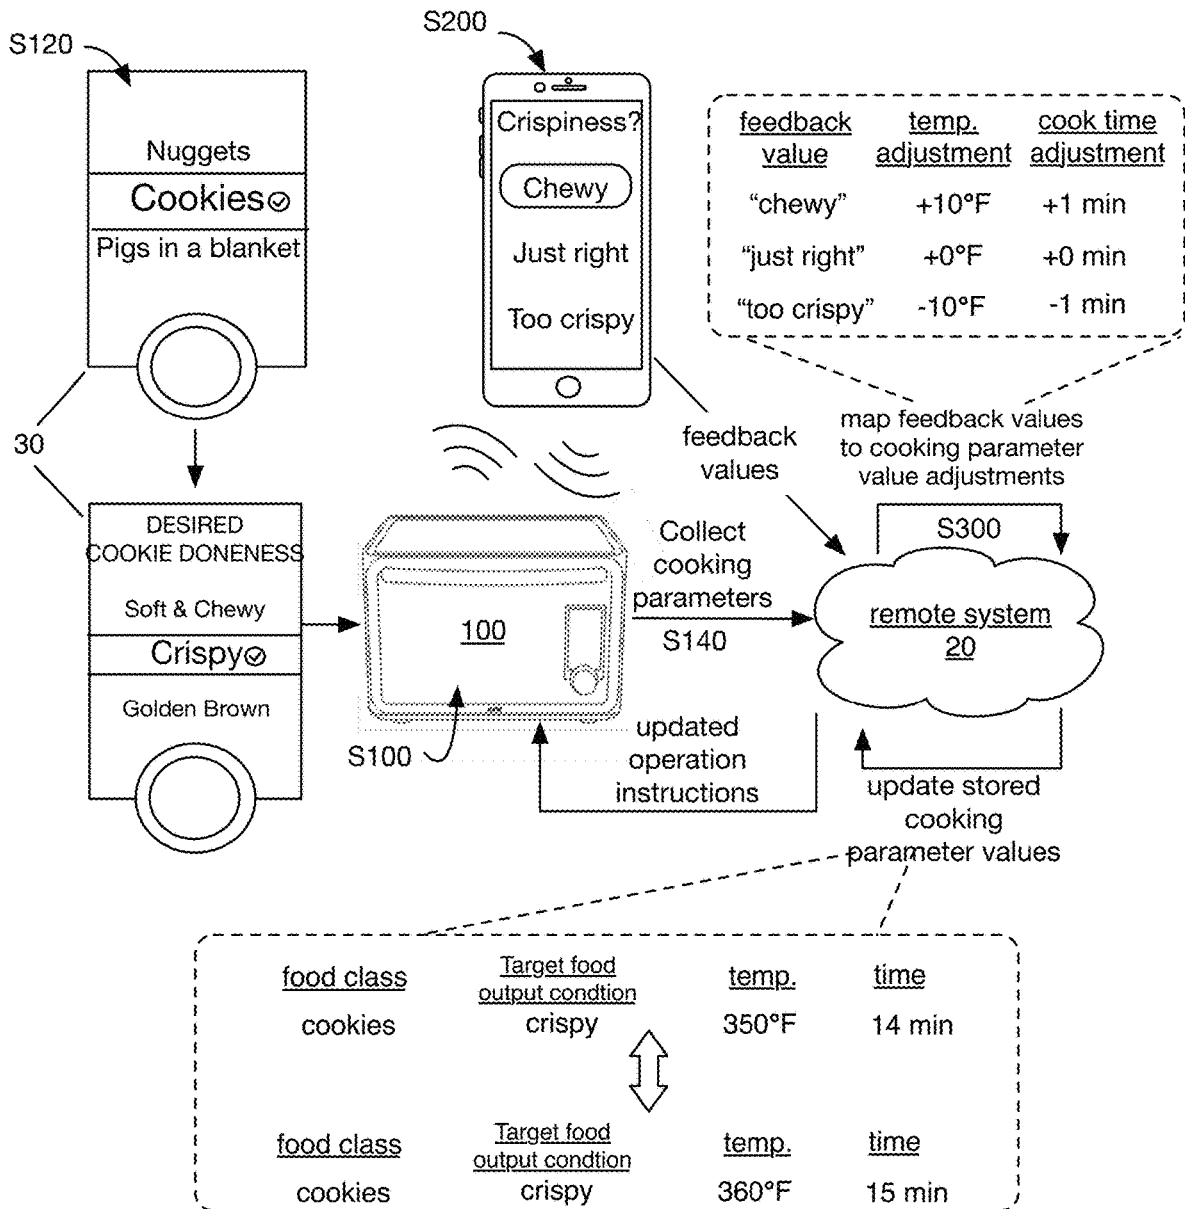 S120
Nuggets
Cookies
Pigs in a blanket
30
DESIRED
COOKIE DONENESS
Soft & Chewy
Crispy
Golden Brown
S200
Crispiness?
Chewy
Just right
Too crispy
feedback
value
temp.
adjustment
cook time
adjustment
“chewy” +10°F +1 min
“just right” +0°F +0 min
“too crispy” -10°F -1 min
feedback
values
map feedback values
to cooking parameter
value adjustments
S300
100
S100
Collect
cooking
parameters
S140
remote system
20
updated
operation
instructions
update stored
cooking
parameter values
food class
Target food
output condtion
temp.
time
cookies crispy 350°F 14 min
food class
Target food
output condtion
temp.
time
cookies crispy 360°F 15 min